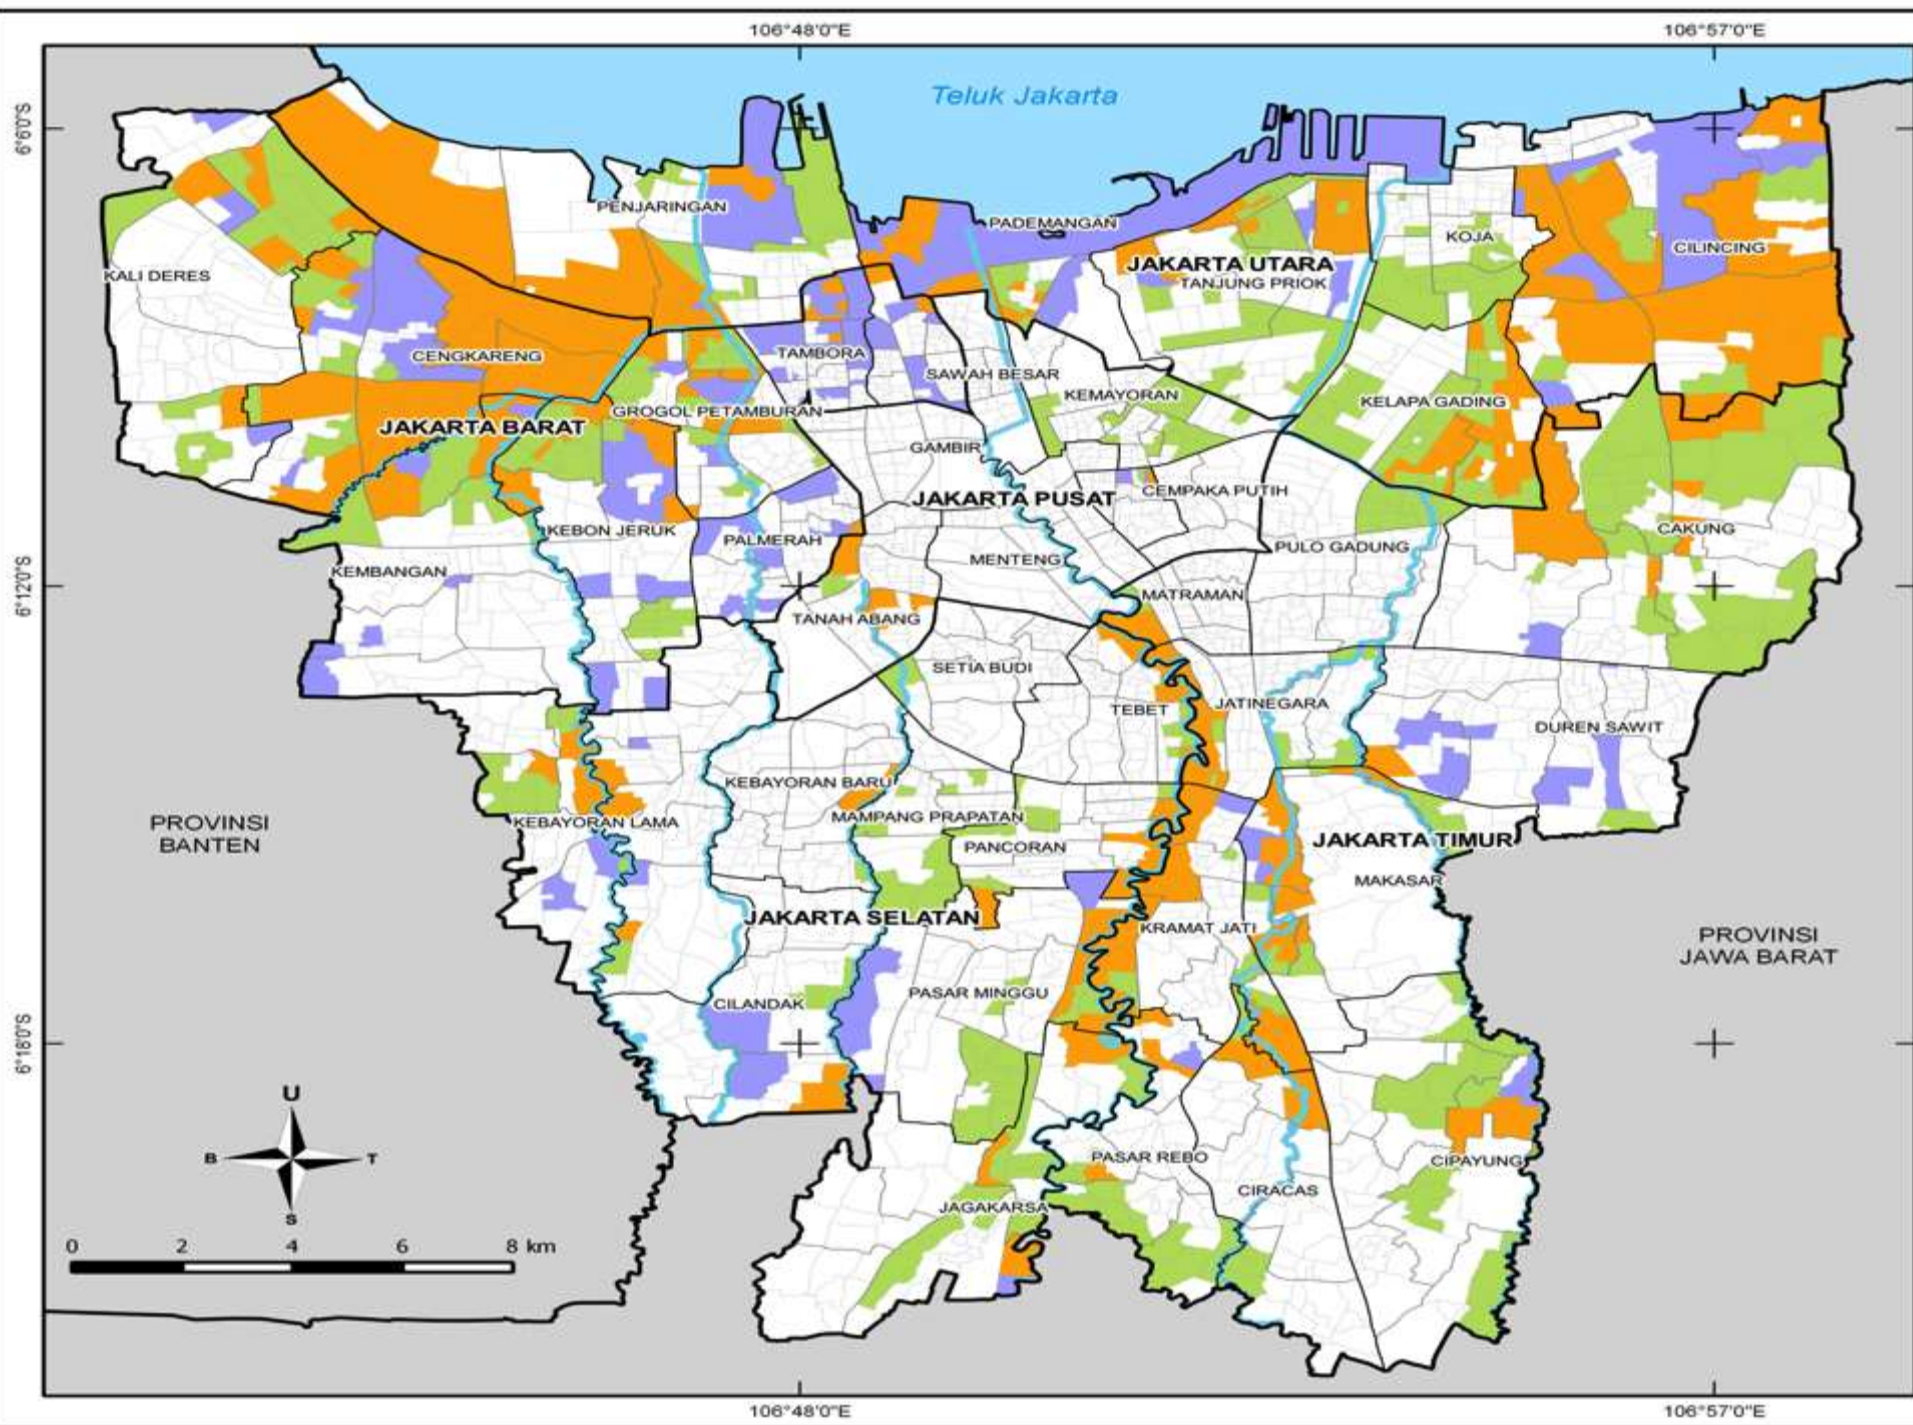 106°48'0"E
106°57'0"E
Teluk Jakarta
6°6'0"S
PENJARINGAN
PADEMANGAN
KOJA
CILINCING
JAKARTA UTARA
KALI DERES
TANJUNG PRIOK
CENGKARENG
TAMBORA
SAWAH BESAR
KEMAYORAN
KELAPA GADING
GROGOL PETAMBURAN
JAKARTA BARAT
GAMBIR
JAKARTA PUSAT
CEMPAKA PUTIH
KEBON JERUK
PALMERAH
PULO GADUNG
CAKUNG
MENTENG
KEMBANGAN
6°12'0"S
MATRAMAN
TANAH ABANG
SETIA BUDI
TEBET
JATINEGARA
DUREN SAWIT
KEBAYORAN BARU
PROVINSI
BANTEN
KEBAYORAN LAMA
MAMPANG PRAPATAN
PANCORAN
JAKARTA TIMUR
MAKASAR
JAKARTA SELATAN
KRAMAT JATI
PROVINSI
JAWA BARAT
CILANDAK
PASAR MINGGU
6°18'0"S
U
B
T
S
PASAR REBO
CIPAYUNG
CIRACAS
JAGAKARSA
0 2 4 6 8 km
106°48'0"E
106°57'0"E